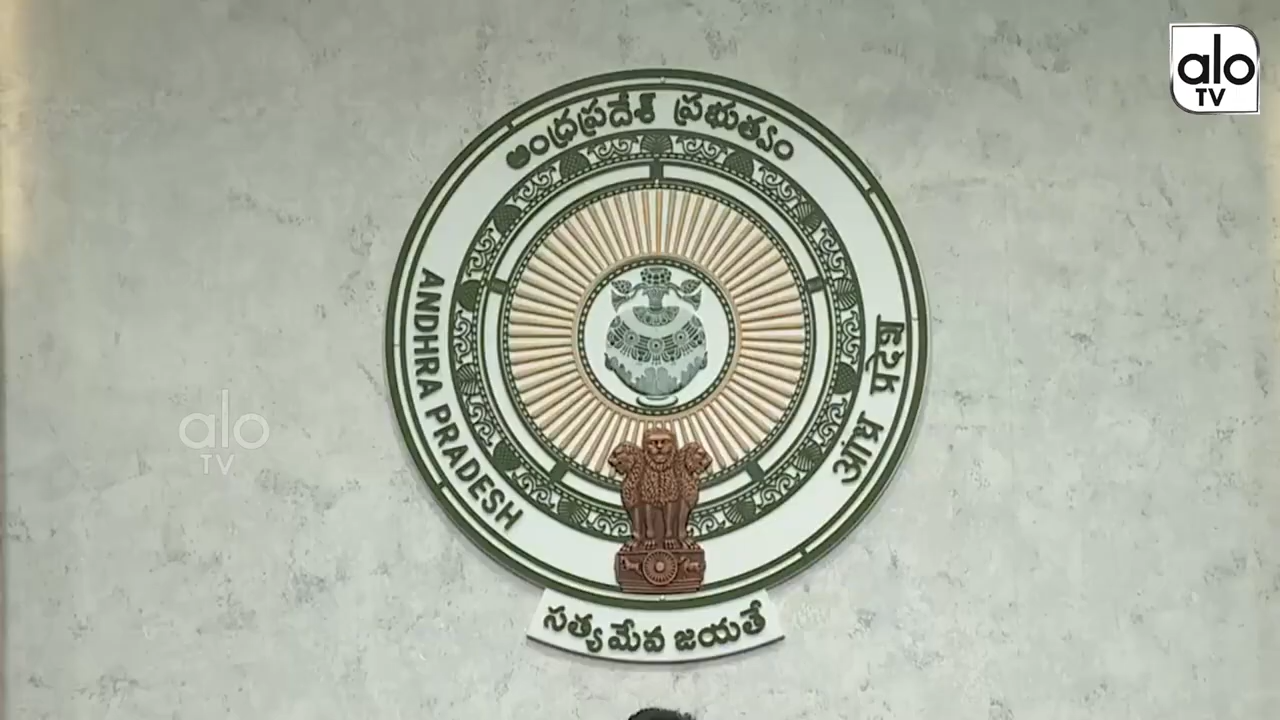 alo
TV
ఆంధ్రప్రదేశ్ ప్రభుత్వం
ANDHRA PRADESH
आंध्र प्रदेश
alo
TV
సత్యమేవ జయతే